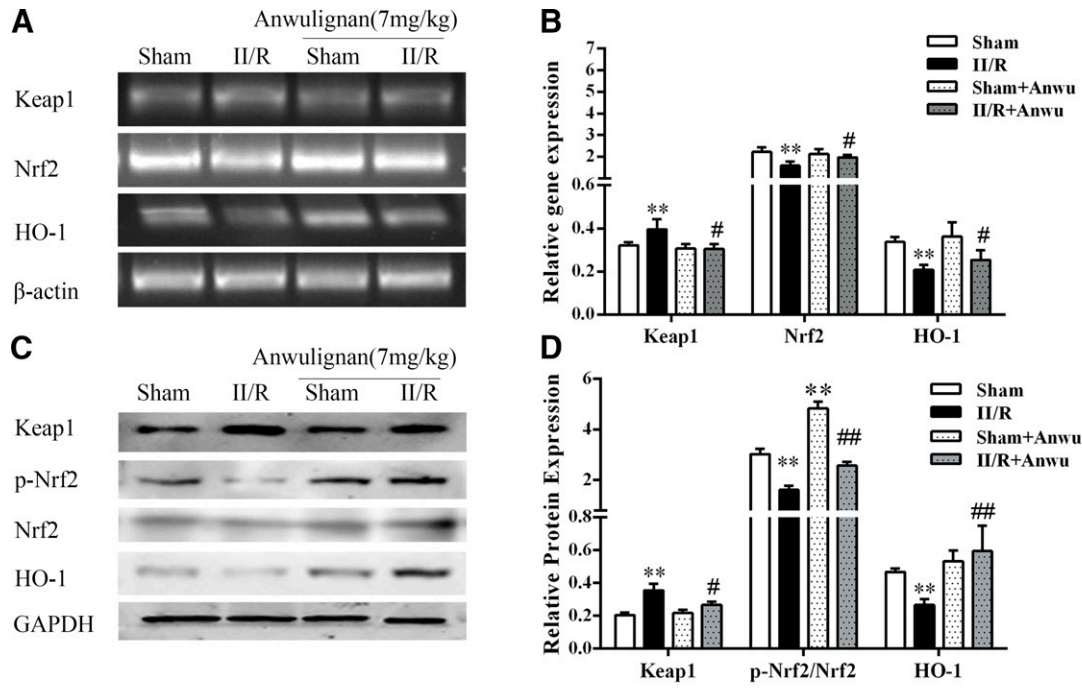 A
Anwulignan(7mg/kg)
Sham II/R Sham II/R
Keap1
Nrf2
HO-1
β-actin
B
Relative gene expression
7
6
5
4
3
2
0.6
0.4
0.2
0.0
** # ** # ** #
Keap1 Nrf2 HO-1
Sham
II/R
Sham+Anwu
II/R+Anwu
C
Anwulignan(7mg/kg)
Sham II/R Sham II/R
Keap1
p-Nrf2
Nrf2
HO-1
GAPDH
D
Relative Protein Expression
6
4
2
0.8
0.6
0.4
0.2
0.0
** # ** ** ## ** ##
Keap1 p-Nrf2/Nrf2 HO-1
Sham
II/R
Sham+Anwu
II/R+Anwu